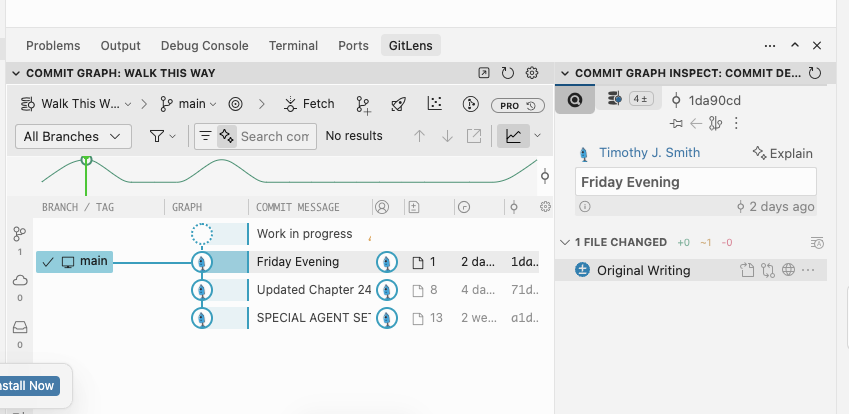 Problems Output Debug Console Terminal Ports GitLens
COMMIT GRAPH: WALK THIS WAY
Walk This W... main Fetch PRO
All Branches Search com No results
BRANCH / TAG GRAPH COMMIT MESSAGE
Work in progress
1
main Friday Evening 1 2 da... 1da..
0
Updated Chapter 24 8 4 da... 71d..
0
SPECIAL AGENT SE 13 2 we... a1d..
nstall Now
COMMIT GRAPH INSPECT: COMMIT DE...
4± 1da90cd
Timothy J. Smith Explain
Friday Evening
2 days ago
1 FILE CHANGED +0 ~1 -0
Original Writing